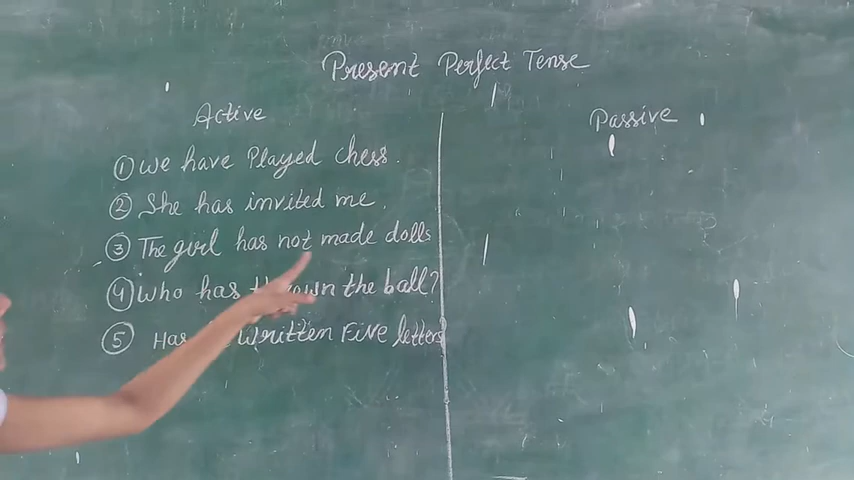 Present Perfect Tense
Active
Passive
① We have Played chess.
② She has invited me.
③ The girl has not made dolls
④ Who has thrown the ball?
⑤ Has written Five letters